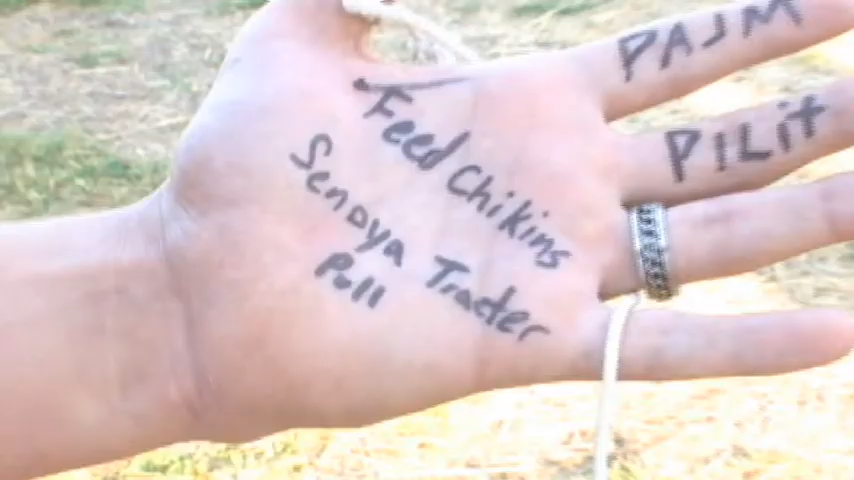 PAJM
PILit
Feed Chikins
Senoya Tracter
Pull